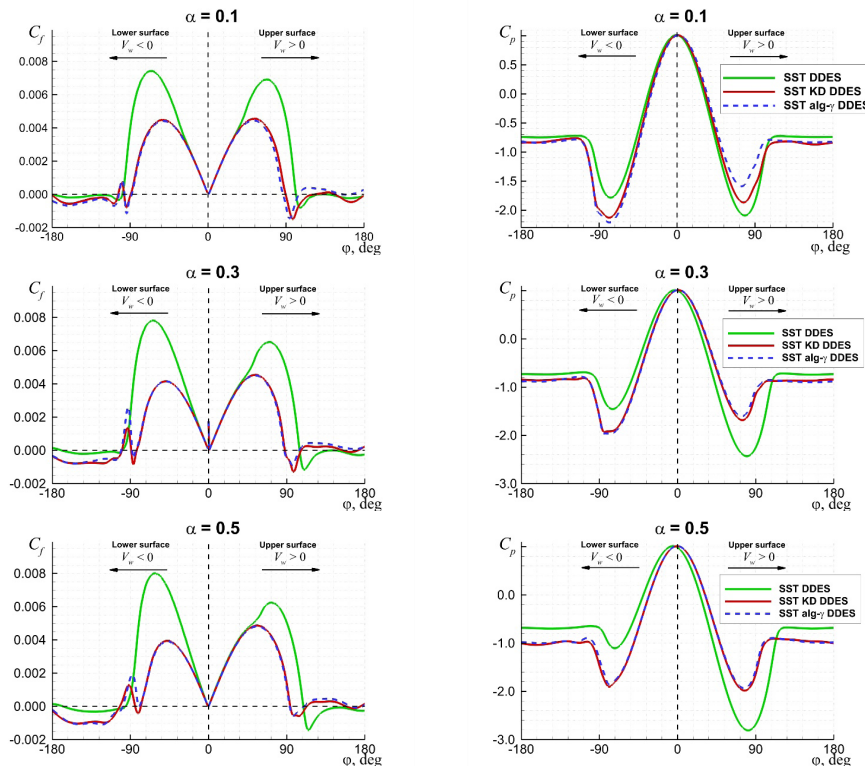 α = 0.1
C_f
Lower surface
V_w < 0
Upper surface
V_w > 0
0.008
0.006
0.004
0.002
0.000
-0.002
-180 -90 0 90 180
φ, deg
α = 0.1
C_p
Lower surface
V_w < 0
Upper surface
V_w > 0
SST DDES
SST KD DDES
SST alg-γ DDES
0.5
0.0
-0.5
-1.0
-1.5
-2.0
-180 -90 0 90 180
φ, deg
α = 0.3
C_f
Lower surface
V_w < 0
Upper surface
V_w > 0
0.008
0.006
0.004
0.002
0.000
-0.002
-180 -90 0 90 180
φ, deg
α = 0.3
C_p
Lower surface
V_w < 0
Upper surface
V_w > 0
SST DDES
SST KD DDES
SST alg-γ DDES
0.0
-1.0
-2.0
-3.0
-180 -90 0 90 180
φ, deg
α = 0.5
C_f
Lower surface
V_w < 0
Upper surface
V_w > 0
0.008
0.006
0.004
0.002
0.000
-0.002
-180 -90 0 90 180
φ, deg
α = 0.5
C_p
Lower surface
V_w < 0
Upper surface
V_w > 0
SST DDES
SST KD DDES
SST alg-γ DDES
0.0
-1.0
-2.0
-3.0
-180 -90 0 90 180
φ, deg